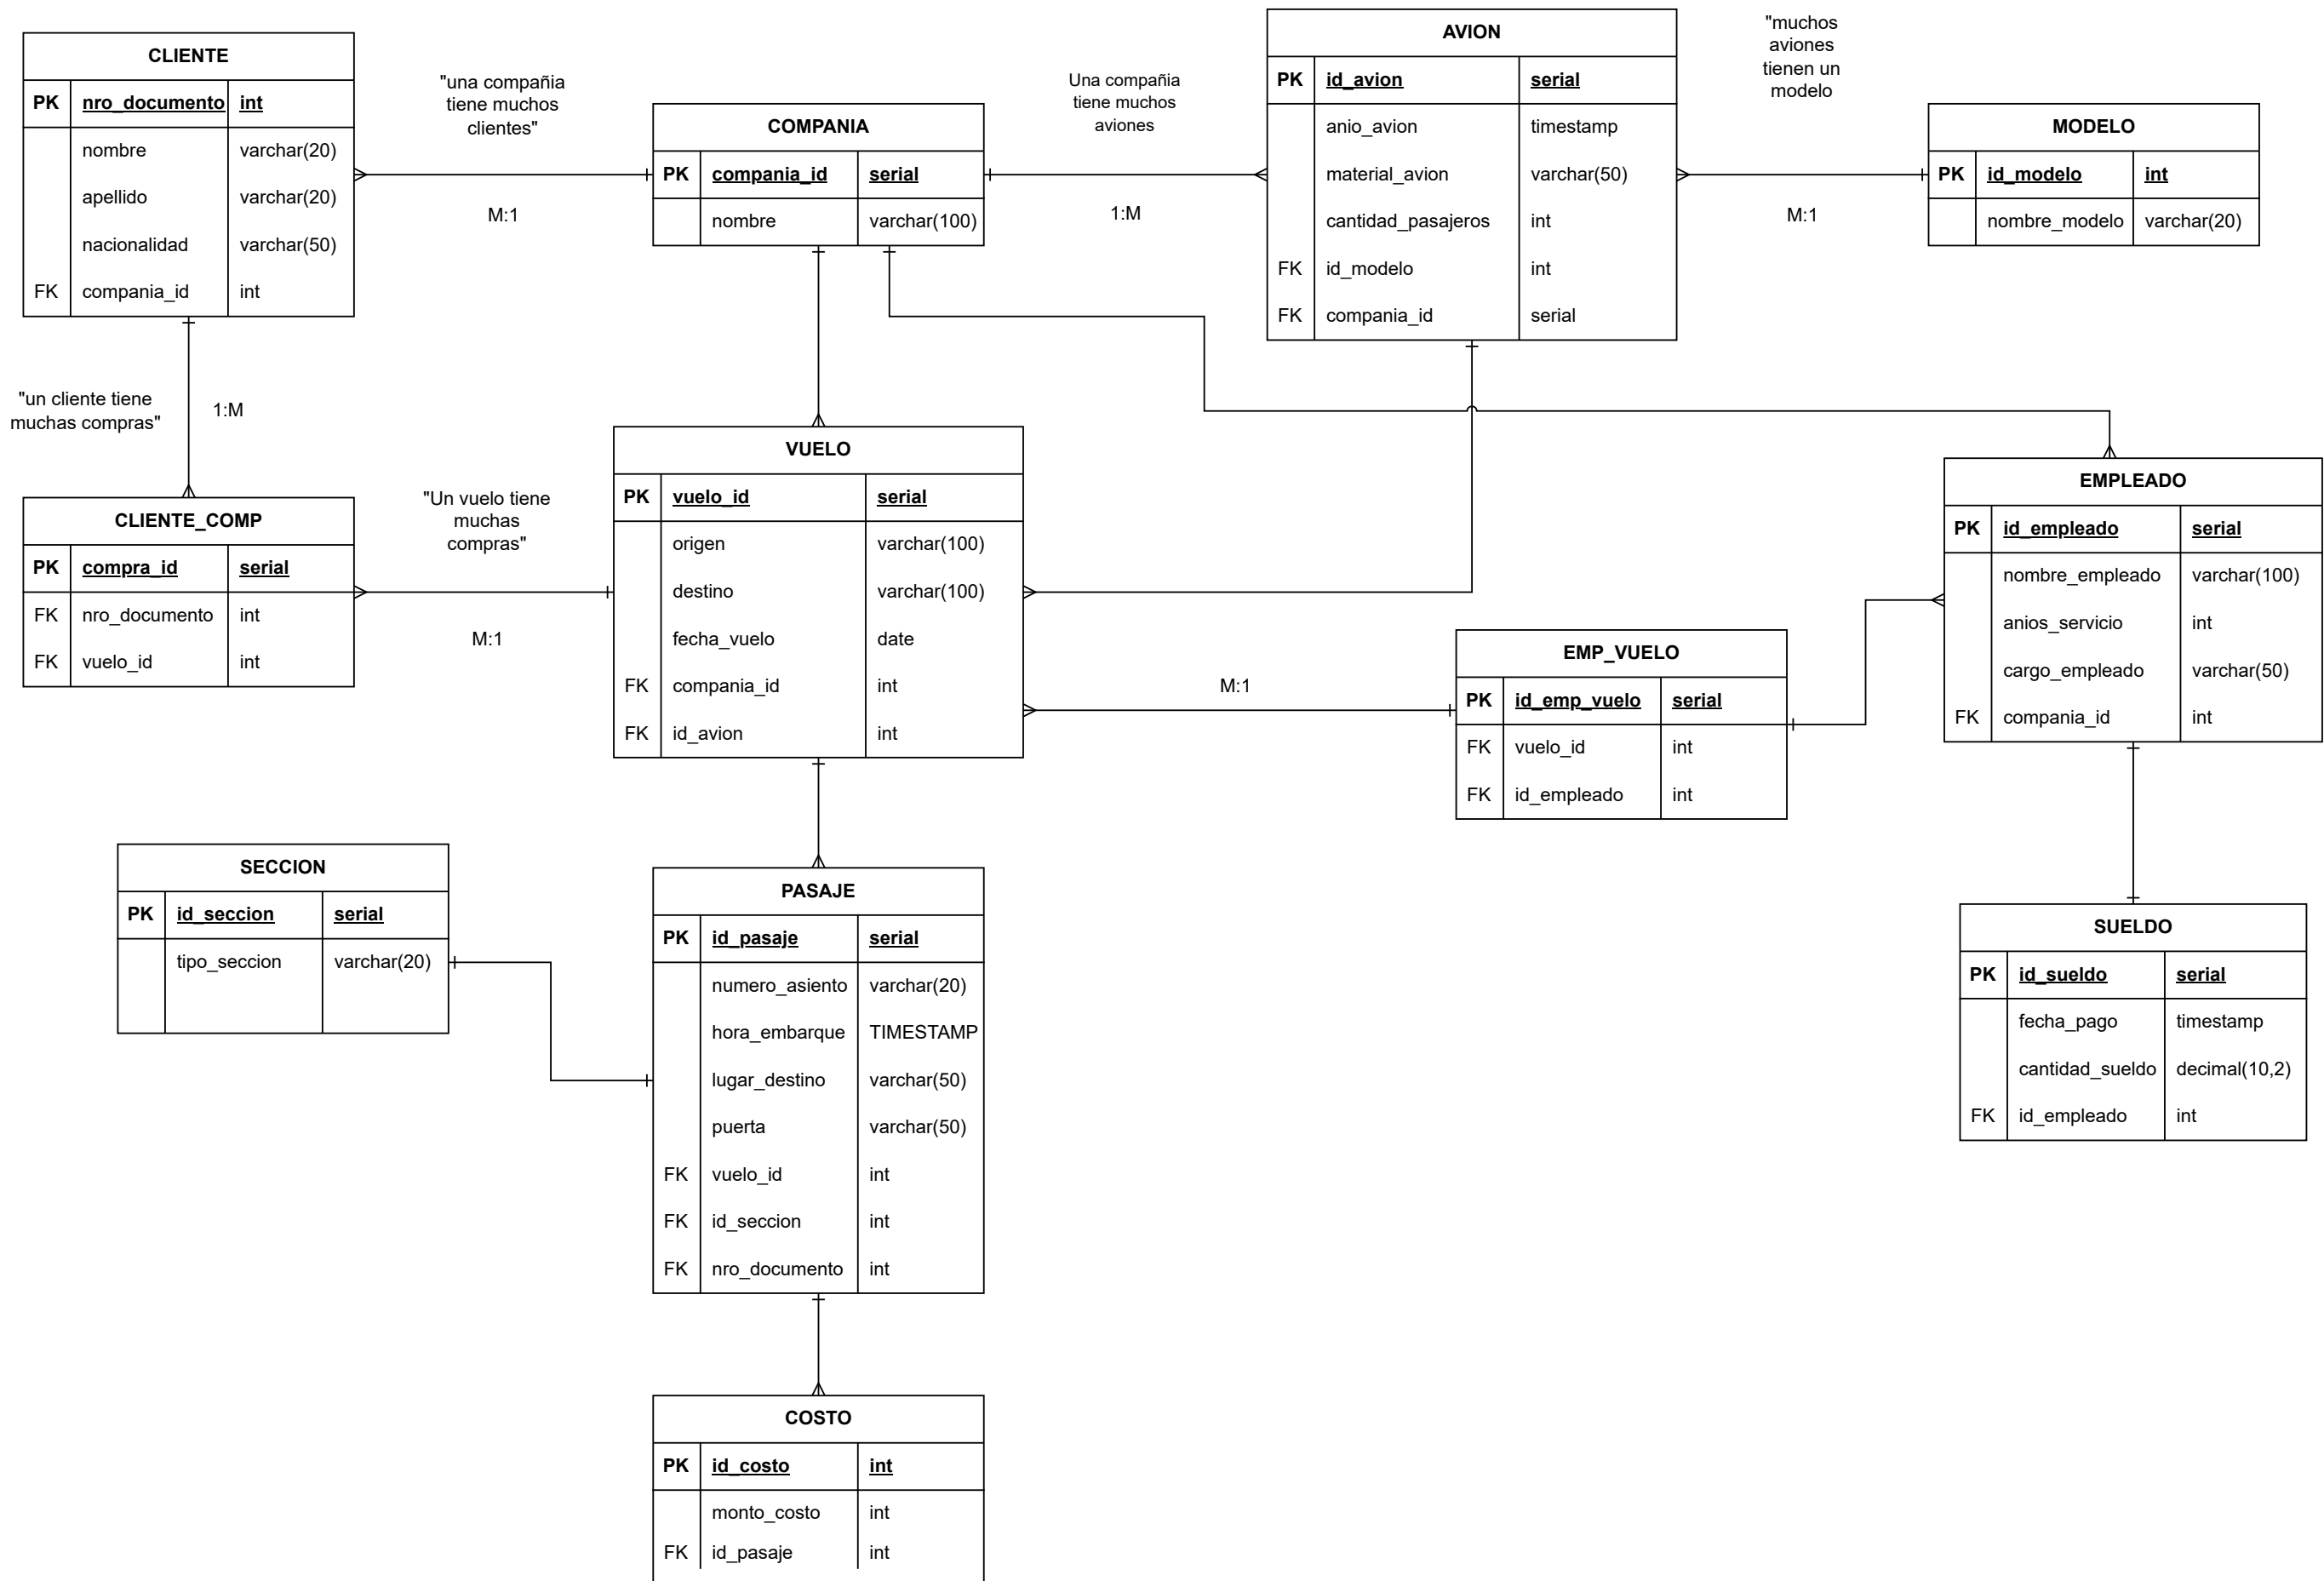 CLIENTE
PK nro_documento int
nombre varchar(20)
apellido varchar(20)
nacionalidad varchar(50)
FK compania_id int
"una compañia
tiene muchos
clientes"
M:1
COMPANIA
PK compania_id serial
nombre varchar(100)
Una compañia
tiene muchos
aviones
1:M
AVION
PK id_avion serial
anio_avion timestamp
material_avion varchar(50)
cantidad_pasajeros int
FK id_modelo int
FK compania_id serial
"muchos
aviones
tienen un
modelo
M:1
MODELO
PK id_modelo int
nombre_modelo varchar(20)
"un cliente tiene
muchas compras"
1:M
CLIENTE_COMP
PK compra_id serial
FK nro_documento int
FK vuelo_id int
"Un vuelo tiene
muchas
compras"
M:1
VUELO
PK vuelo_id serial
origen varchar(100)
destino varchar(100)
fecha_vuelo date
FK compania_id int
FK id_avion int
M:1
EMP_VUELO
PK id_emp_vuelo serial
FK vuelo_id int
FK id_empleado int
EMPLEADO
PK id_empleado serial
nombre_empleado varchar(100)
anios_servicio int
cargo_empleado varchar(50)
FK compania_id int
SECCION
PK id_seccion serial
tipo_seccion varchar(20)
PASAJE
PK id_pasaje serial
numero_asiento varchar(20)
hora_embarque TIMESTAMP
lugar_destino varchar(50)
puerta varchar(50)
FK vuelo_id int
FK id_seccion int
FK nro_documento int
SUELDO
PK id_sueldo serial
fecha_pago timestamp
cantidad_sueldo decimal(10,2)
FK id_empleado int
COSTO
PK id_costo int
monto_costo int
FK id_pasaje int